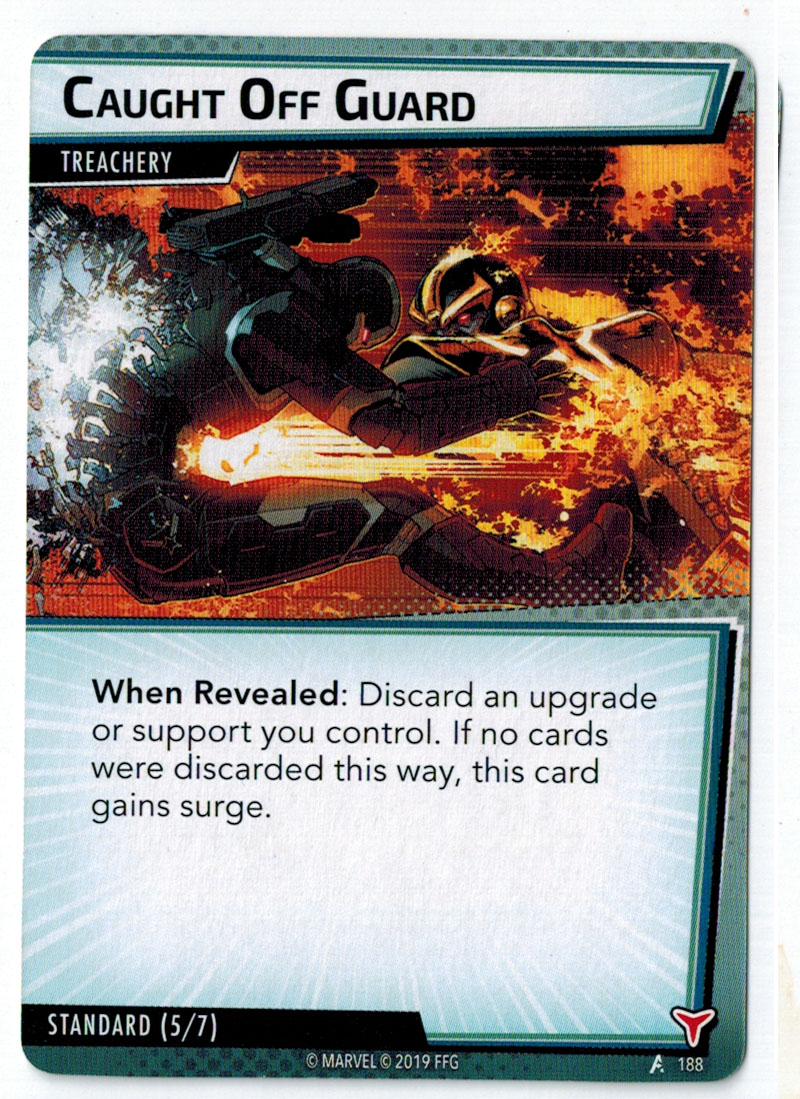 CAUGHT OFF GUARD
TREACHERY
When Revealed: Discard an upgrade
or support you control. If no cards
were discarded this way, this card
gains surge.
STANDARD (5/7)
© MARVEL © 2019 FFG
188